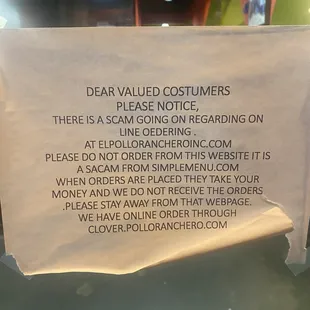 DEAR VALUED COSTUMERS
PLEASE NOTICE,
THERE IS A SCAM GOING ON REGARDING ON
LINE OEDERING .
AT ELPOLLORANCHEROINC.COM
PLEASE DO NOT ORDER FROM THIS WEBSITE IT IS
A SACAM FROM SIMPLEMENU.COM
WHEN ORDERS ARE PLACED THEY TAKE YOUR
MONEY AND WE DO NOT RECEIVE THE ORDERS
.PLEASE STAY AWAY FROM THAT WEBPAGE.
WE HAVE ONLINE ORDER THROUGH
CLOVER.POLLORANCHERO.COM